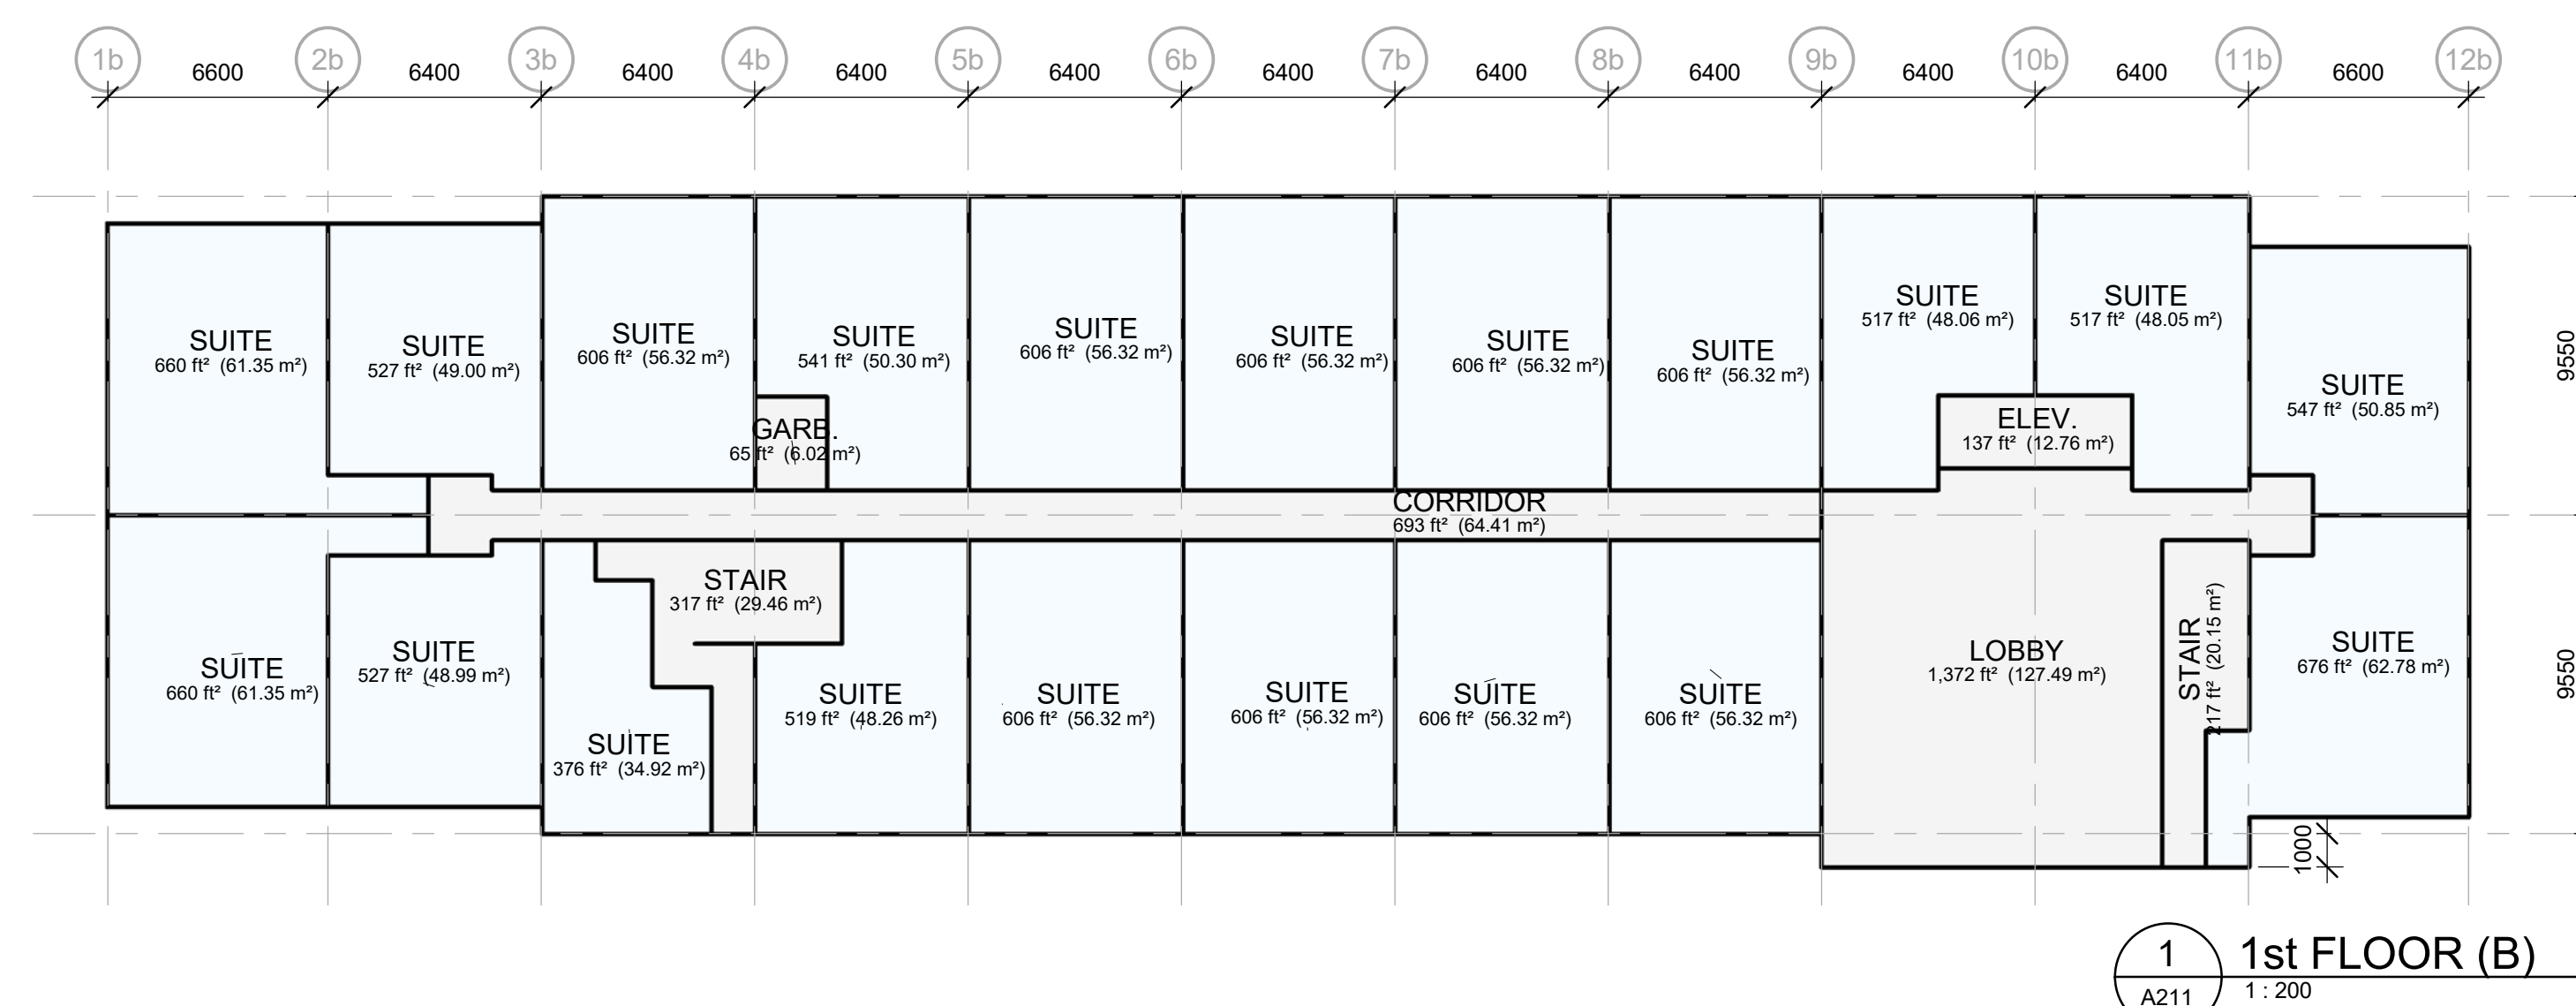 1b 2b 3b 4b 5b 6b 7b 8b 9b 10b 11b 12b
6600 6400 6400 6400 6400 6400 6400 6400 6400 6400 6600
SUITE
660 ft² (61.35 m²)
SUITE
527 ft² (49.00 m²)
SUITE
606 ft² (56.32 m²)
SUITE
541 ft² (50.30 m²)
SUITE
606 ft² (56.32 m²)
SUITE
606 ft² (56.32 m²)
SUITE
606 ft² (56.32 m²)
SUITE
606 ft² (56.32 m²)
SUITE
517 ft² (48.06 m²)
SUITE
517 ft² (48.05 m²)
SUITE
547 ft² (50.85 m²)
9550
GARB.
65 ft² (6.02 m²)
ELEV.
137 ft² (12.76 m²)
CORRIDOR
693 ft² (64.41 m²)
STAIR
317 ft² (29.46 m²)
SUITE
660 ft² (61.35 m²)
SUITE
527 ft² (48.99 m²)
SUITE
376 ft² (34.92 m²)
SUITE
519 ft² (48.26 m²)
SUITE
606 ft² (56.32 m²)
SUITE
606 ft² (56.32 m²)
SUITE
606 ft² (56.32 m²)
SUITE
606 ft² (56.32 m²)
LOBBY
1,372 ft² (127.49 m²)
STAIR
217 ft² (20.15 m²)
SUITE
676 ft² (62.78 m²)
9550
1000
1
A211
1st FLOOR (B)
1 : 200